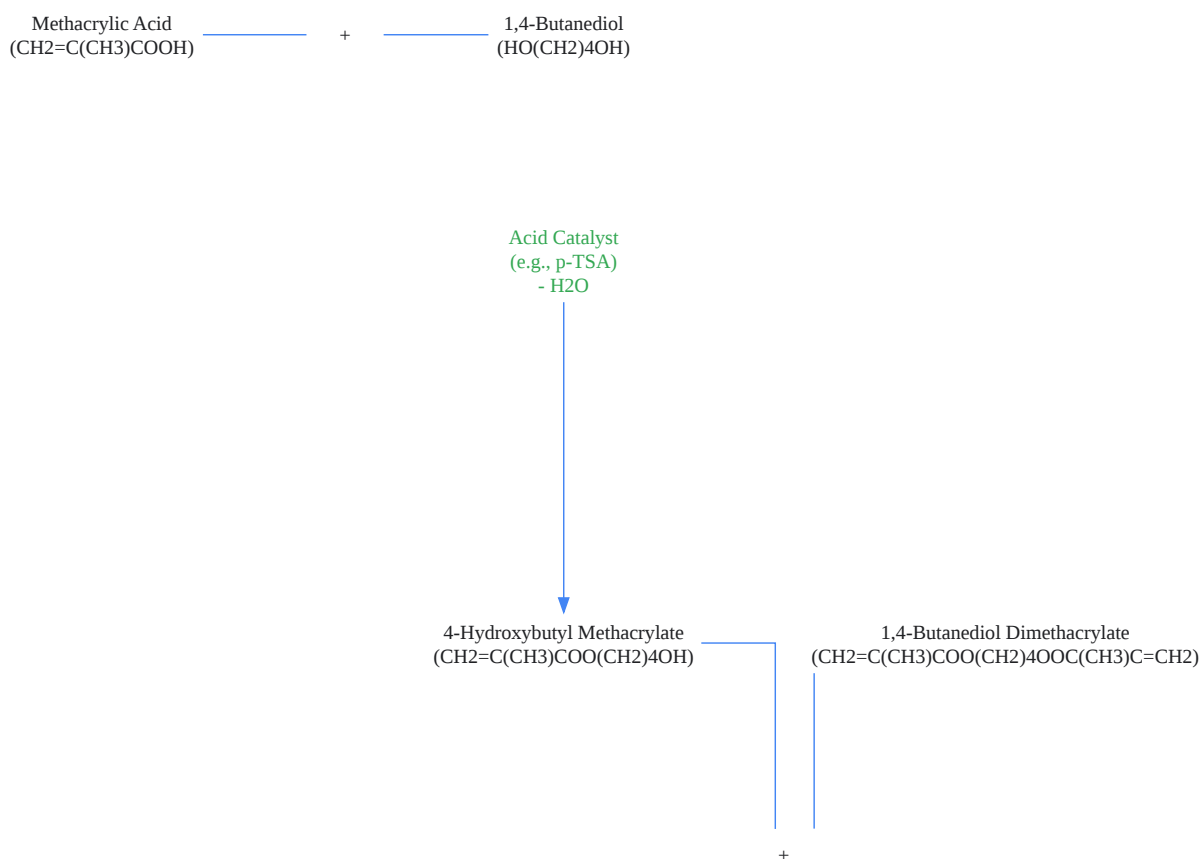 Methacrylic Acid
(CH2=C(CH3)COOH)
+
1,4-Butanediol
(HO(CH2)4OH)
Acid Catalyst
(e.g., p-TSA)
- H2O
4-Hydroxybutyl Methacrylate
(CH2=C(CH3)COO(CH2)4OH)
1,4-Butanediol Dimethacrylate
(CH2=C(CH3)COO(CH2)4OOC(CH3)C=CH2)
+